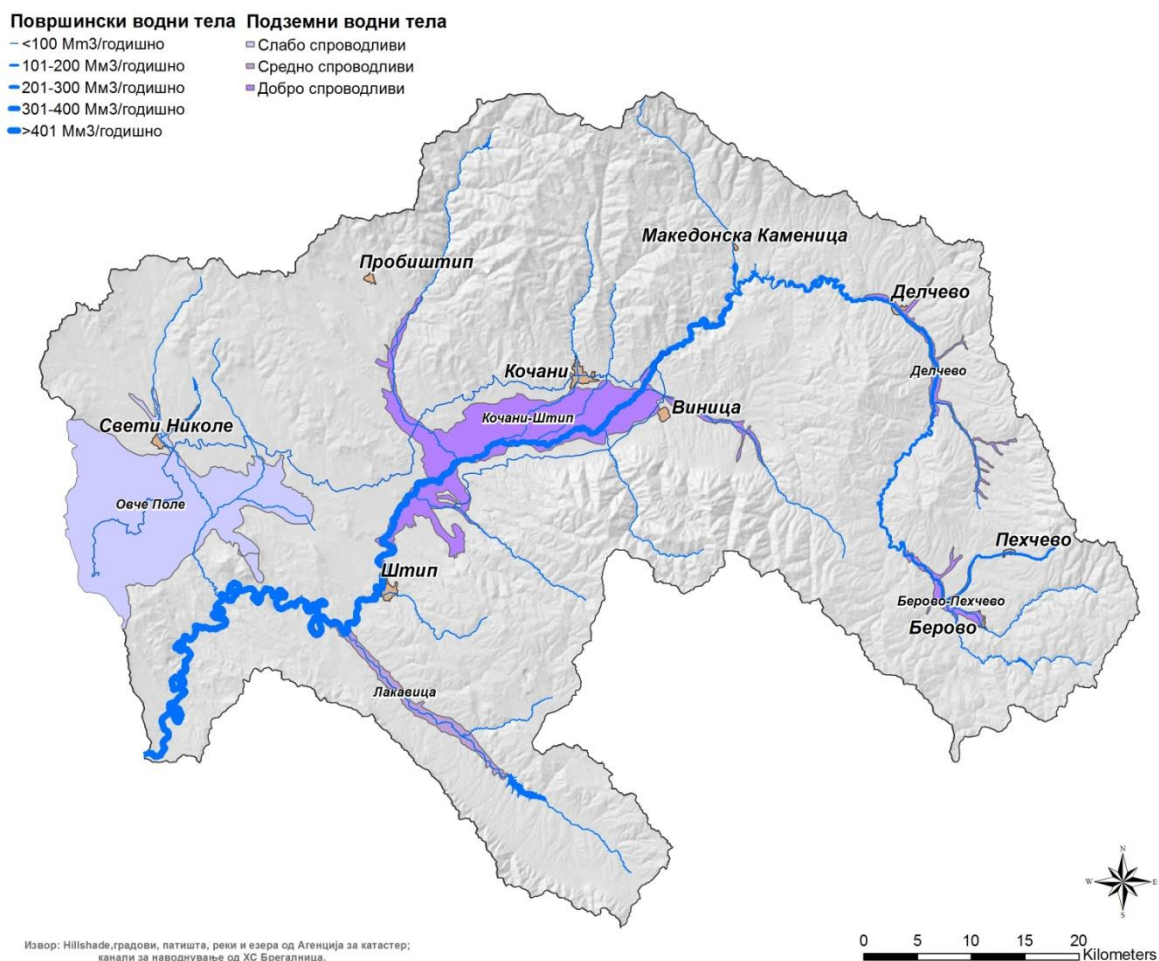 Површински водни тела
<100 Mm3/годишно
101-200 Мм3/годишно
201-300 Мм3/годишно
301-400 Мм3/годишно
>401 Мм3/годишно
Подземни водни тела
Слабо спроводливи
Средно спроводливи
Добро спроводливи
Македонска Каменица
Пробиштип
Делчево
Кочани
Делчево
Виница
Кочани-Штип
Свети Николе
Овче Поле
Пехчево
Штип
Берово-Пехчево
Берово
Лакавица
N
W
E
S
0 5 10 15 20
Kilometers
Извор: Hillshade,градови, патишта, реки и езера од Агенција за катастер;
канали за наводнување од ХС Брегалница.